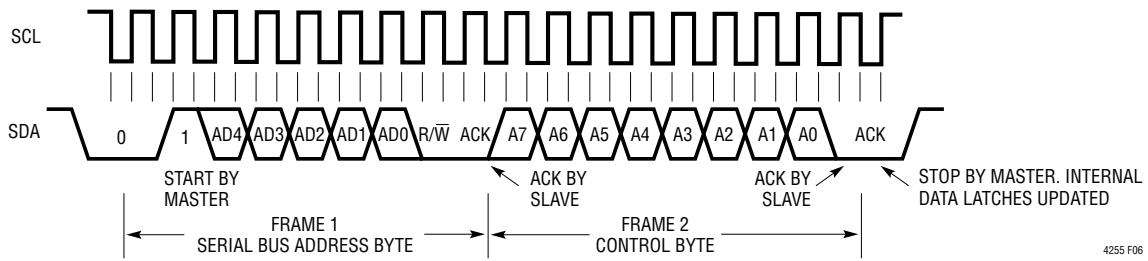 SCL
SDA
0 1 AD4 AD3 AD2 AD1 AD0 R/W̅ ACK A7 A6 A5 A4 A3 A2 A1 A0 ACK
START BY
MASTER
ACK BY
SLAVE
ACK BY
SLAVE
STOP BY MASTER. INTERNAL
DATA LATCHES UPDATED
FRAME 1
SERIAL BUS ADDRESS BYTE
FRAME 2
CONTROL BYTE
4255 F06